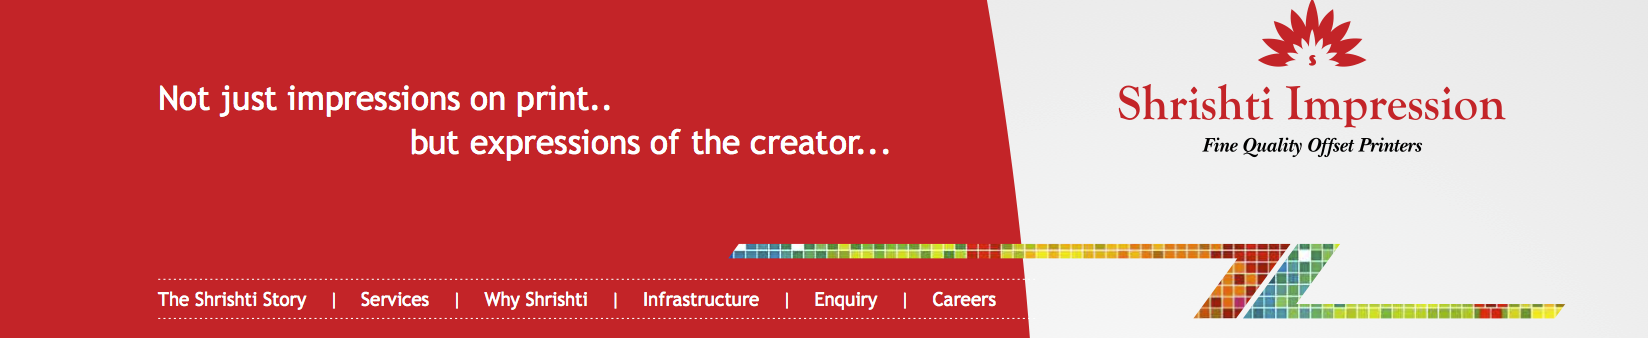 Not just impressions on print..
but expressions of the creator...
S
Shrishti Impression
Fine Quality Offset Printers
The Shrishti Story | Services | Why Shrishti | Infrastructure | Enquiry | Careers